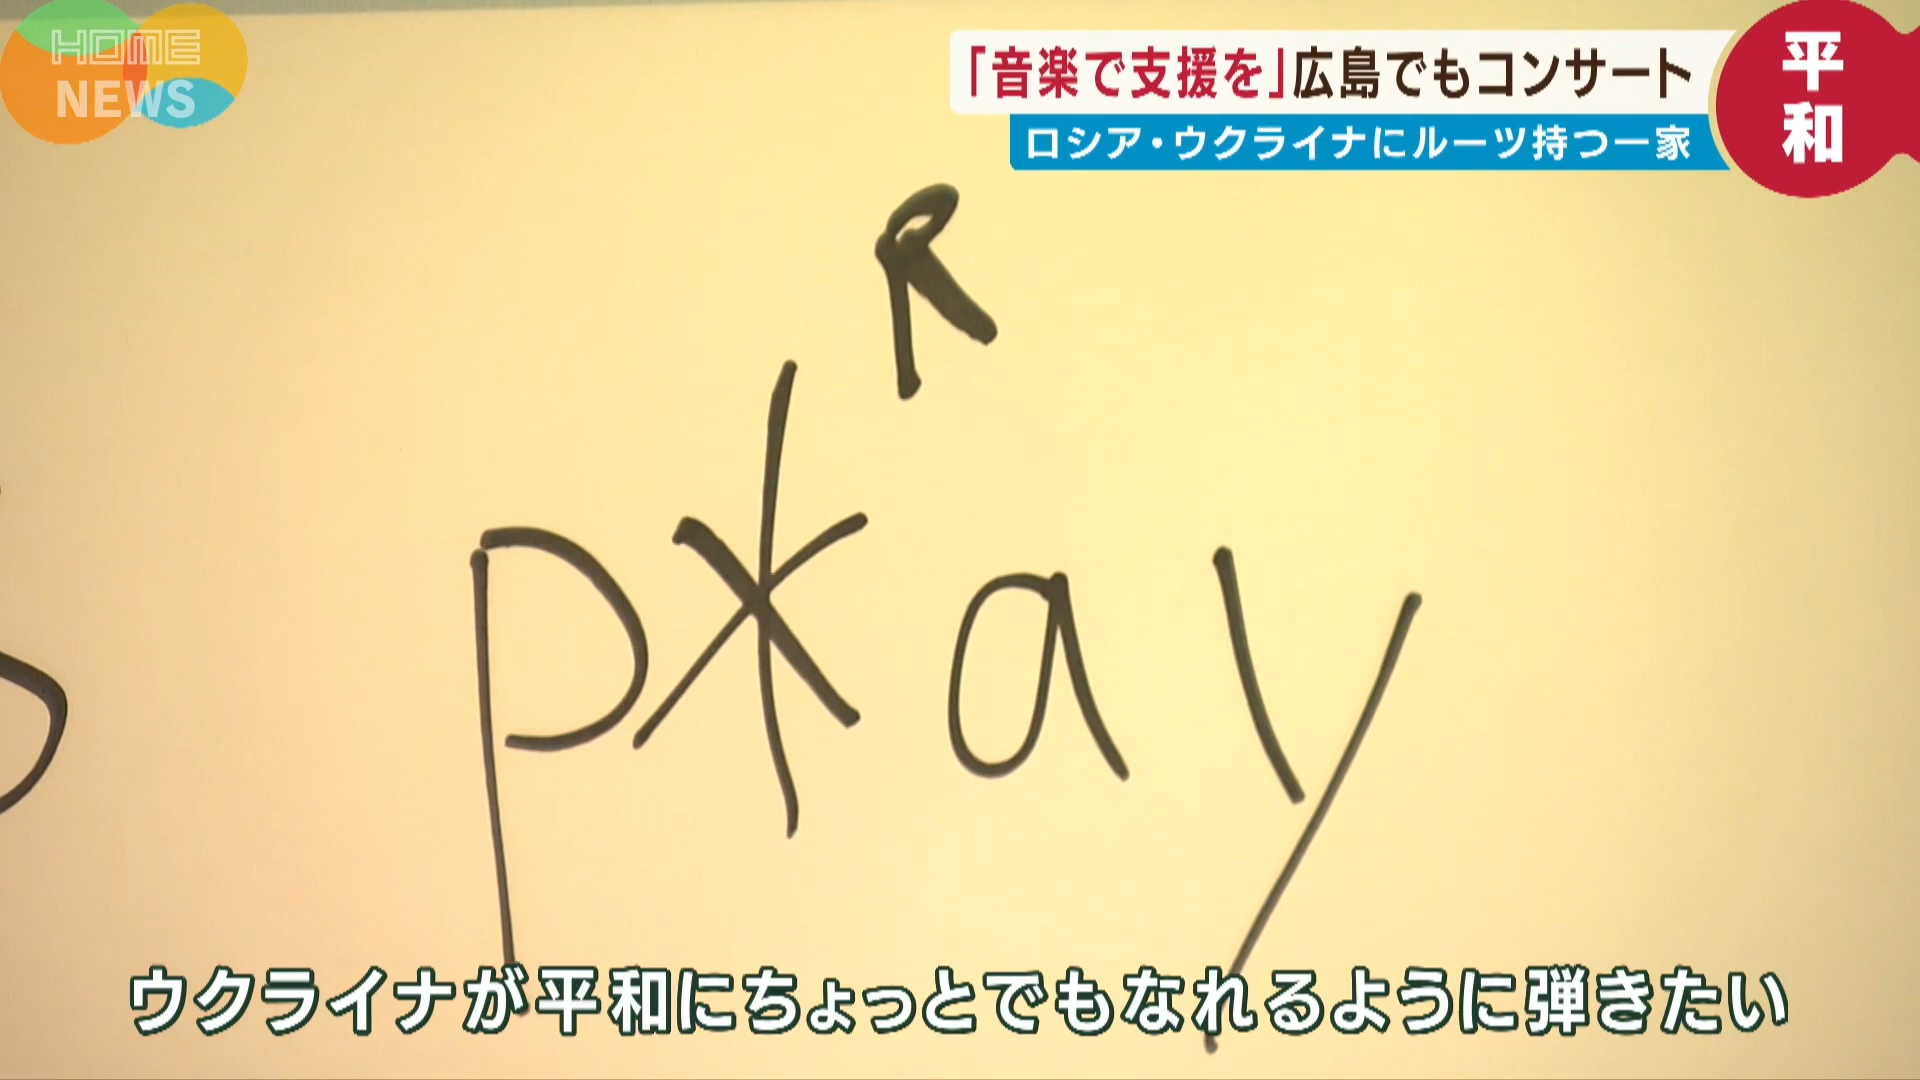 HOME
NEWS
「音楽で支援を」広島でもコンサート
平和
ロシア・ウクライナにルーツ持つ一家
R
play
ウクライナが平和にちょっとでもなれるように弾きたい